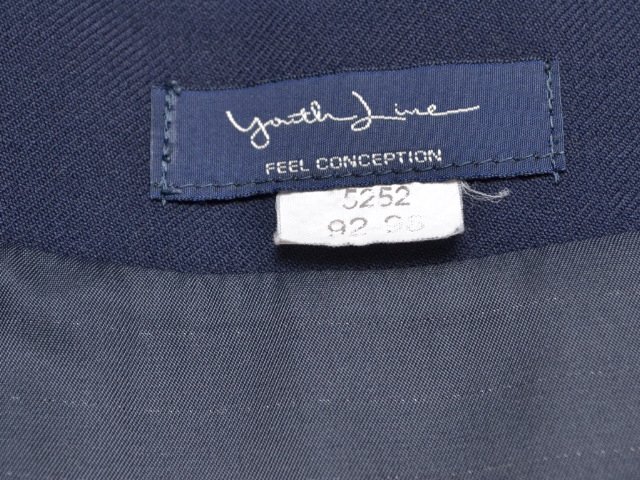 Youth Line
FEEL CONCEPTION
5252
92-98